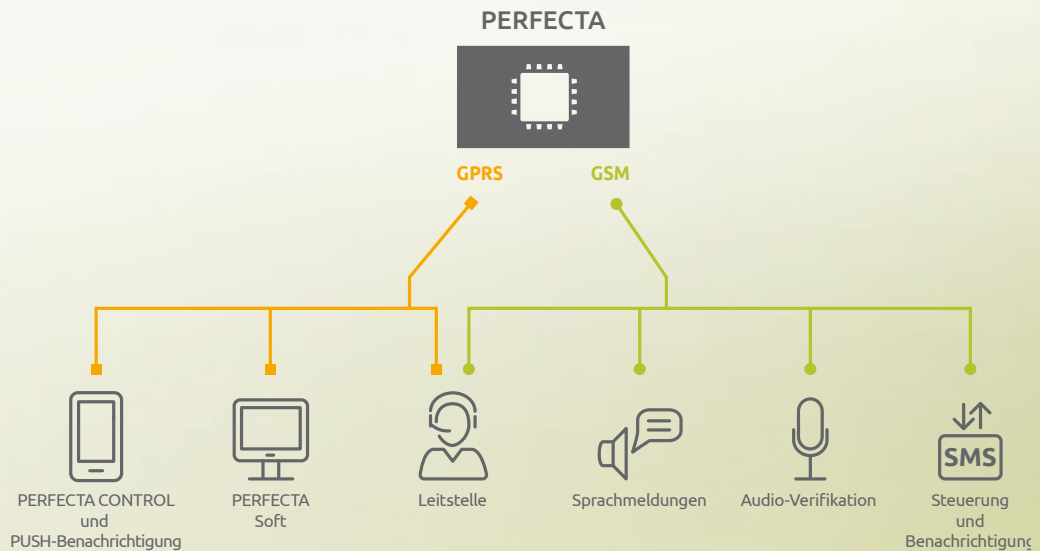 PERFECTA
GPRS
GSM
PERFECTA CONTROL
und
PUSH-Benachrichtigung
PERFECTA
Soft
Leitstelle
Sprachmeldungen
Audio-Verifikation
SMS
Steuerung
und
Benachrichtigung